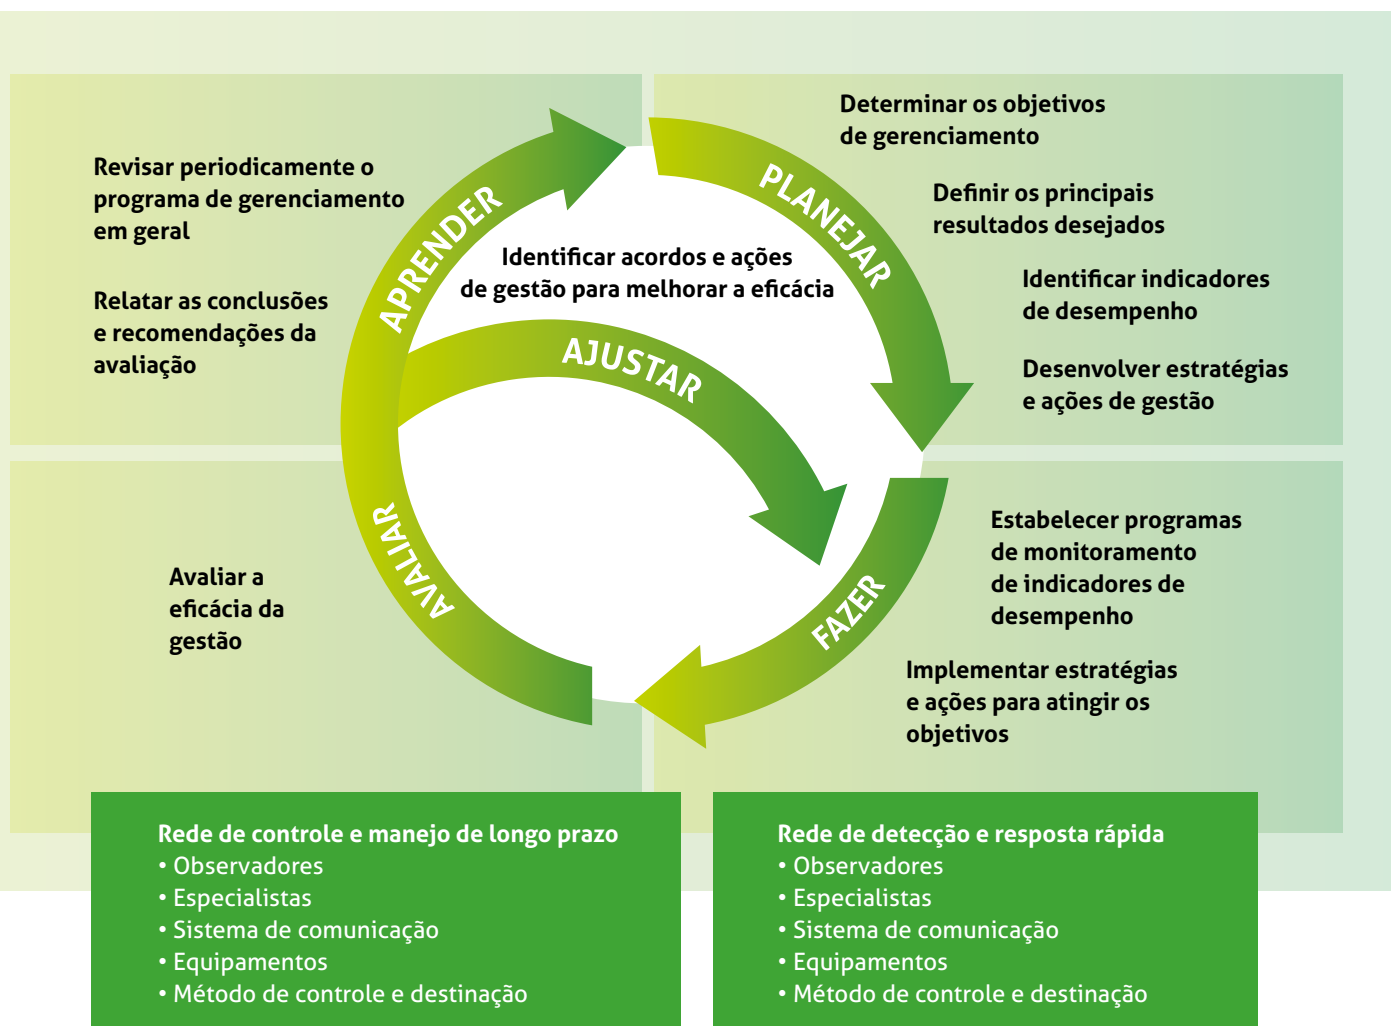 Determinar os objetivos
de gerenciamento
Definir os principais
resultados desejados
Identificar indicadores
de desempenho
Desenvolver estratégias
e ações de gestão
PLANEJAR
Estabelecer programas
de monitoramento
de indicadores de
desempenho
Implementar estratégias
e ações para atingir os
objetivos
FAZER
Avaliar a
eficácia da
gestão
AVALIAR
Revisar periodicamente o
programa de gerenciamento
em geral
Relatar as conclusões
e recomendações da
avaliação
APRENDER
Identificar acordos e ações
de gestão para melhorar a eficácia
AJUSTAR
Rede de controle e manejo de longo prazo
• Observadores
• Especialistas
• Sistema de comunicação
• Equipamentos
• Método de controle e destinação
Rede de detecção e resposta rápida
• Observadores
• Especialistas
• Sistema de comunicação
• Equipamentos
• Método de controle e destinação